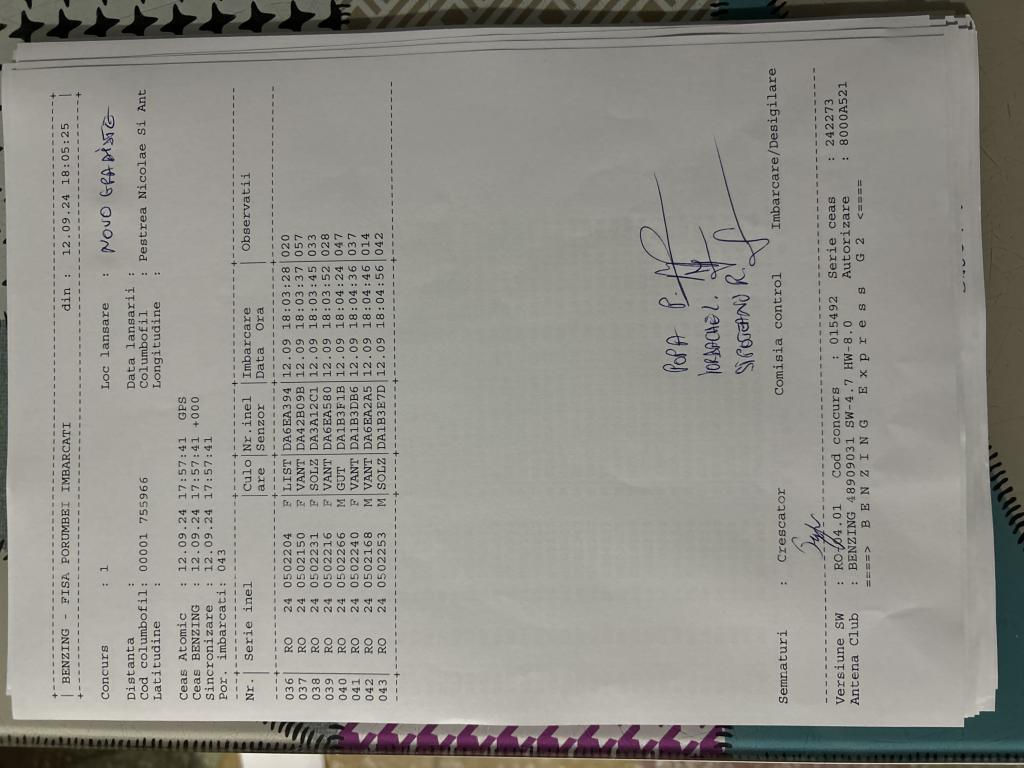 +--------------------------------------------------------------------------+
| BENZING - FISA PORUMBEI IMBARCATI din : 12.09.24 18:05:25 |
+--------------------------------------------------------------------------+
Concurs : 1 Loc lansare : NOVO GRADISTE
Distanta : Data lansarii :
Cod columbofil: 00001 755966 Columbofil : Pestrea Nicolae Si Ant
Latitudine : Longitudine :
Ceas Atomic : 12.09.24 17:57:41 GPS
Ceas BENZING : 12.09.24 17:57:41 +000
Sincronizare : 12.09.24 17:57:41
Por. imbarcati: 043
Nr.| Serie inel |Culo|Nr.inel |Imbarcare | Observatii
| |are |Senzor |Data Ora |
036 RO 24 0502204 F LIST DA6EA394 12.09 18:03:28 020
037 RO 24 0502150 F VANT DA42B09B 12.09 18:03:37 057
038 RO 24 0502231 F SOLZ DA3A12C1 12.09 18:03:45 033
039 RO 24 0502216 F VANT DA6EA580 12.09 18:03:52 028
040 RO 24 0502266 M GUT DA1B3F1B 12.09 18:04:24 047
041 RO 24 0502240 F VANT DA1B3DB6 12.09 18:04:36 037
042 RO 24 0502168 M VANT DA6EA2A5 12.09 18:04:46 014
043 RO 24 0502253 M SOLZ DA1B3E7D 12.09 18:04:56 042
POPA P.
IORDACHE L.
Semnaturi : Crescator Comisia control Imbarcare/Desigilare
Versiune SW : RO-04.01 Cod concurs : 015492 Serie ceas : 242273
Antena Club : BENZING 48909031 SW-4.7 HW-8.0 Autorizare : 8000A521
====> B E N Z I N G E x p r e s s G 2 <====